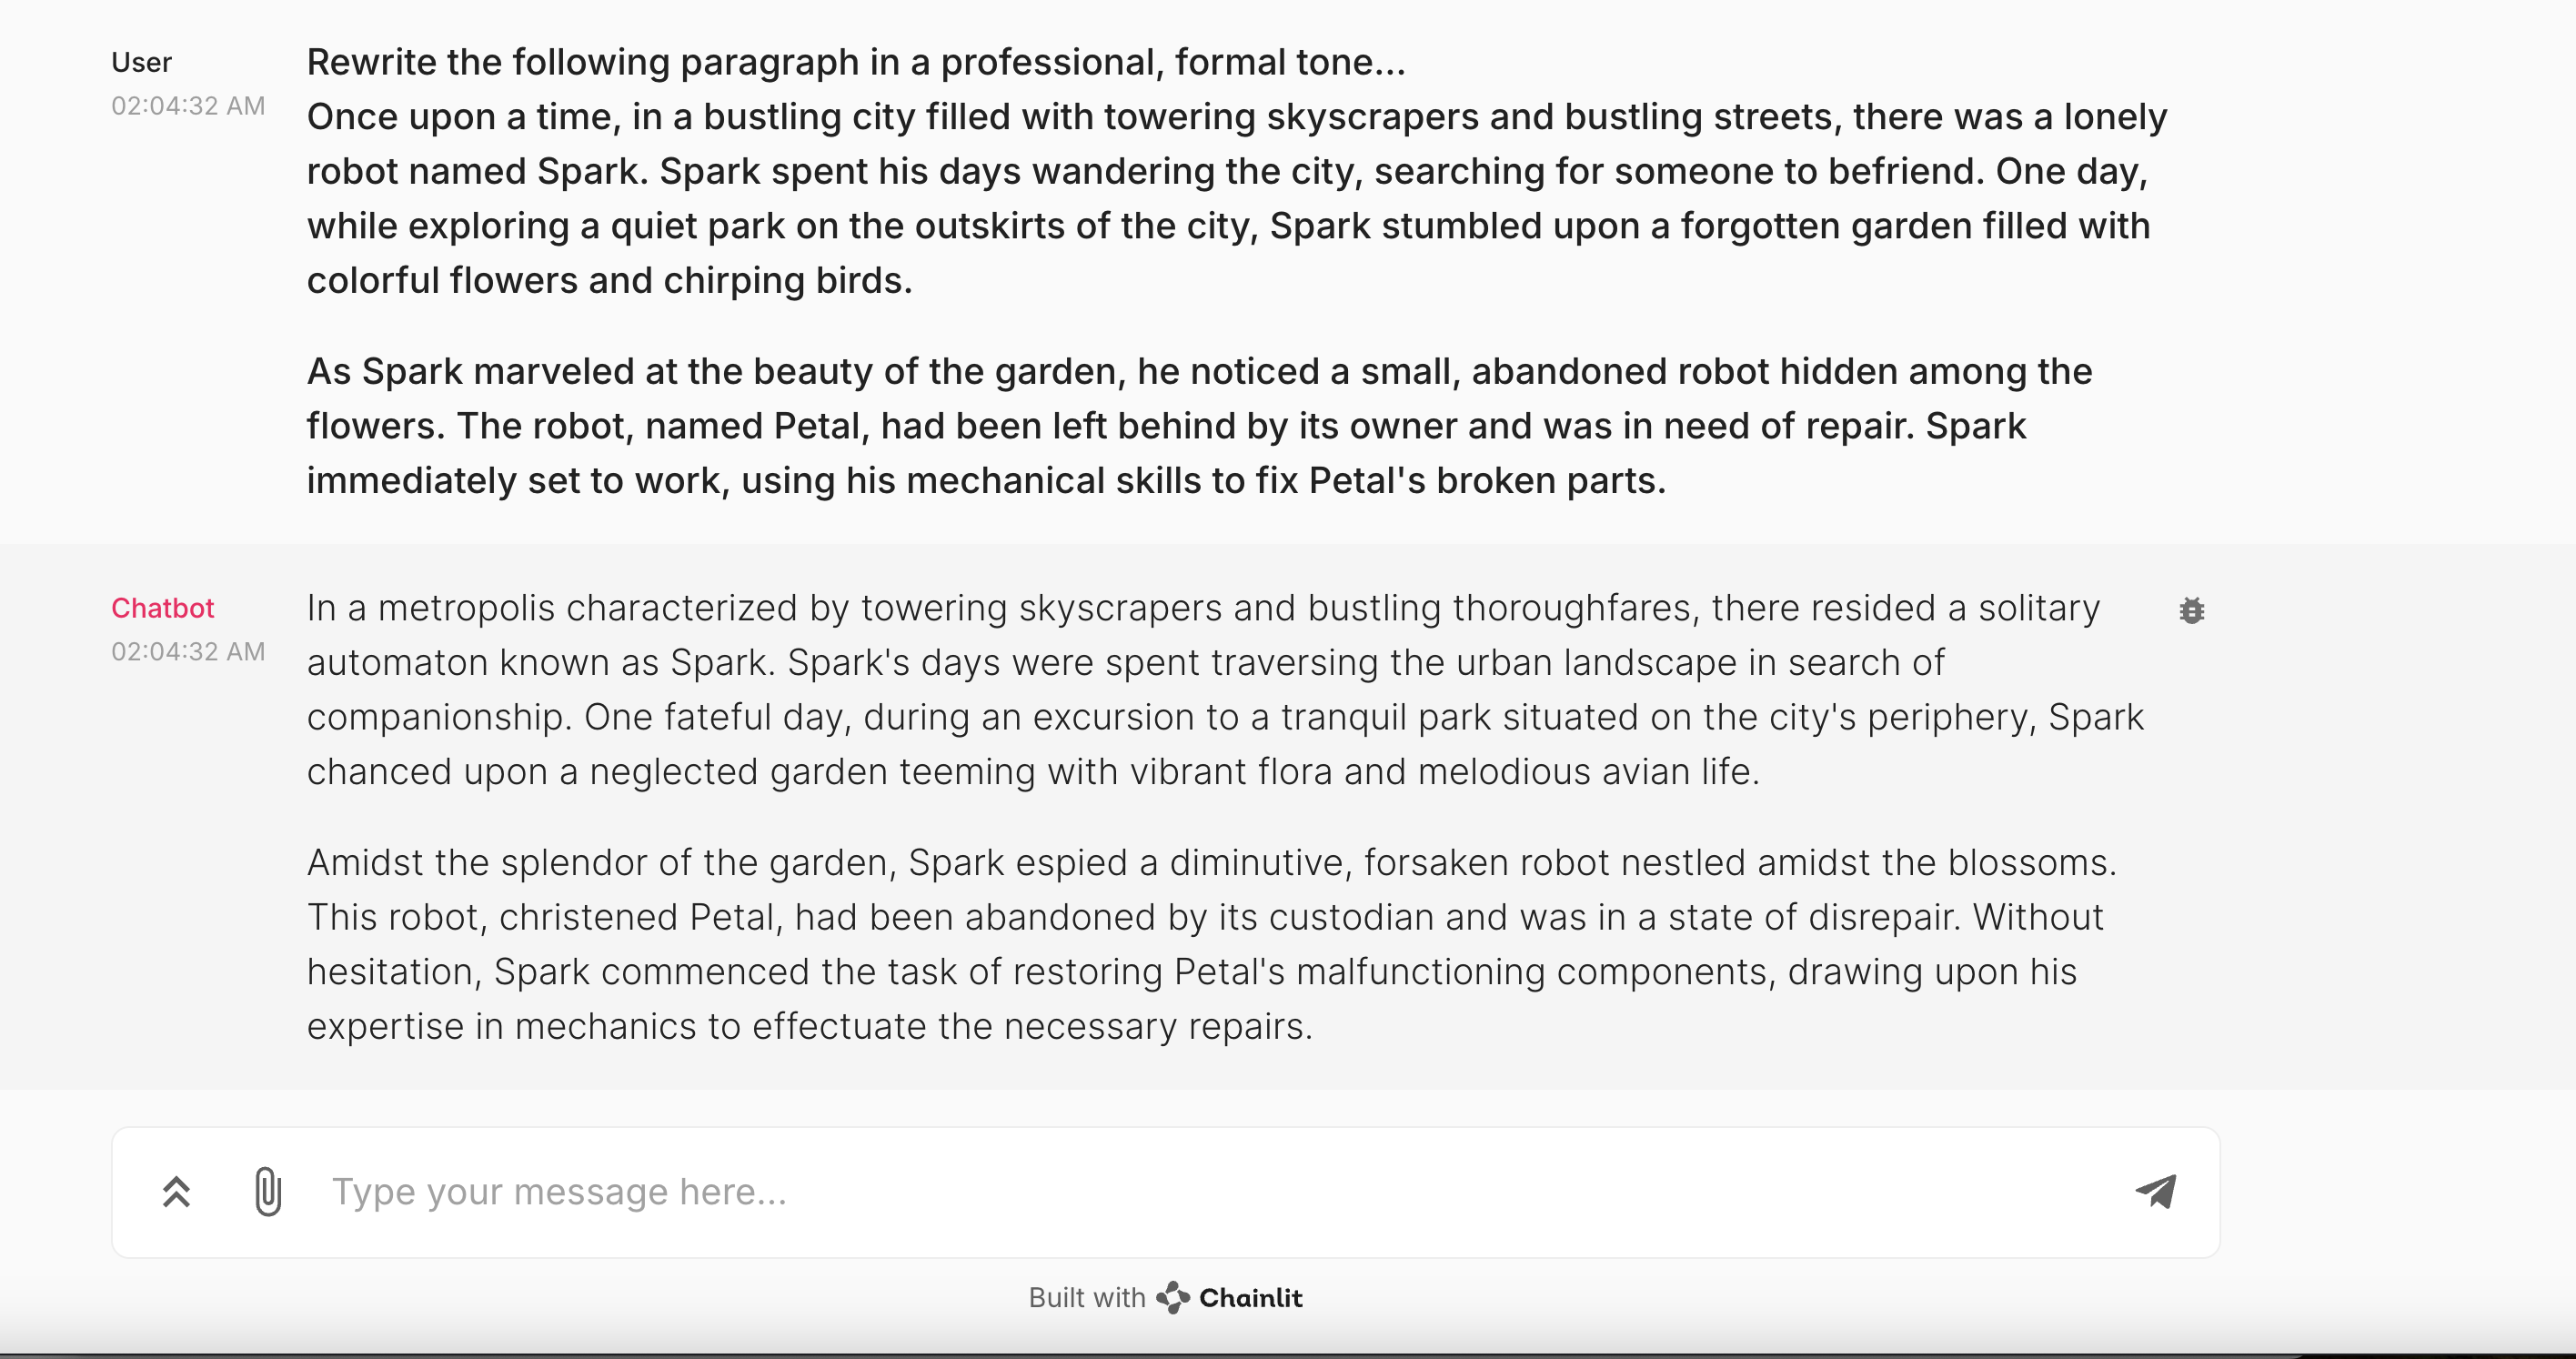 User
02:04:32 AM
Rewrite the following paragraph in a professional, formal tone...
Once upon a time, in a bustling city filled with towering skyscrapers and bustling streets, there was a lonely
robot named Spark. Spark spent his days wandering the city, searching for someone to befriend. One day,
while exploring a quiet park on the outskirts of the city, Spark stumbled upon a forgotten garden filled with
colorful flowers and chirping birds.
As Spark marveled at the beauty of the garden, he noticed a small, abandoned robot hidden among the
flowers. The robot, named Petal, had been left behind by its owner and was in need of repair. Spark
immediately set to work, using his mechanical skills to fix Petal's broken parts.
Chatbot
02:04:32 AM
In a metropolis characterized by towering skyscrapers and bustling thoroughfares, there resided a solitary
automaton known as Spark. Spark's days were spent traversing the urban landscape in search of
companionship. One fateful day, during an excursion to a tranquil park situated on the city's periphery, Spark
chanced upon a neglected garden teeming with vibrant flora and melodious avian life.
Amidst the splendor of the garden, Spark espied a diminutive, forsaken robot nestled amidst the blossoms.
This robot, christened Petal, had been abandoned by its custodian and was in a state of disrepair. Without
hesitation, Spark commenced the task of restoring Petal's malfunctioning components, drawing upon his
expertise in mechanics to effectuate the necessary repairs.
Type your message here...
Built with Chainlit